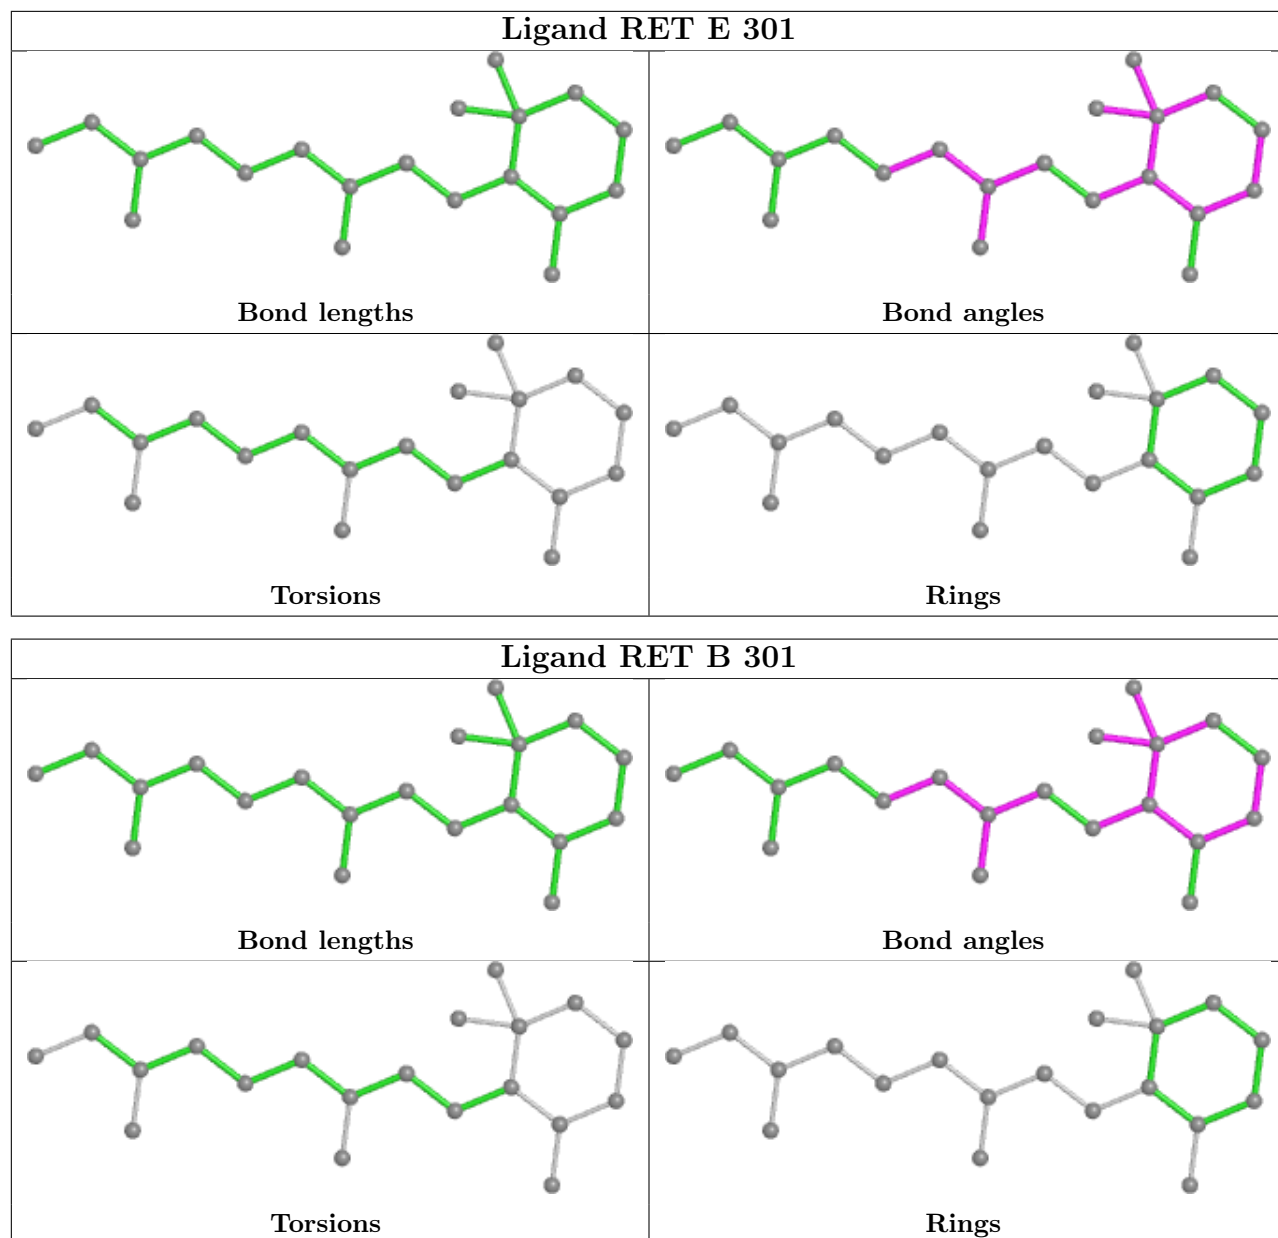 Ligand RET E 301
Bond lengths
Bond angles
Torsions
Rings
Ligand RET B 301
Bond lengths
Bond angles
Torsions
Rings